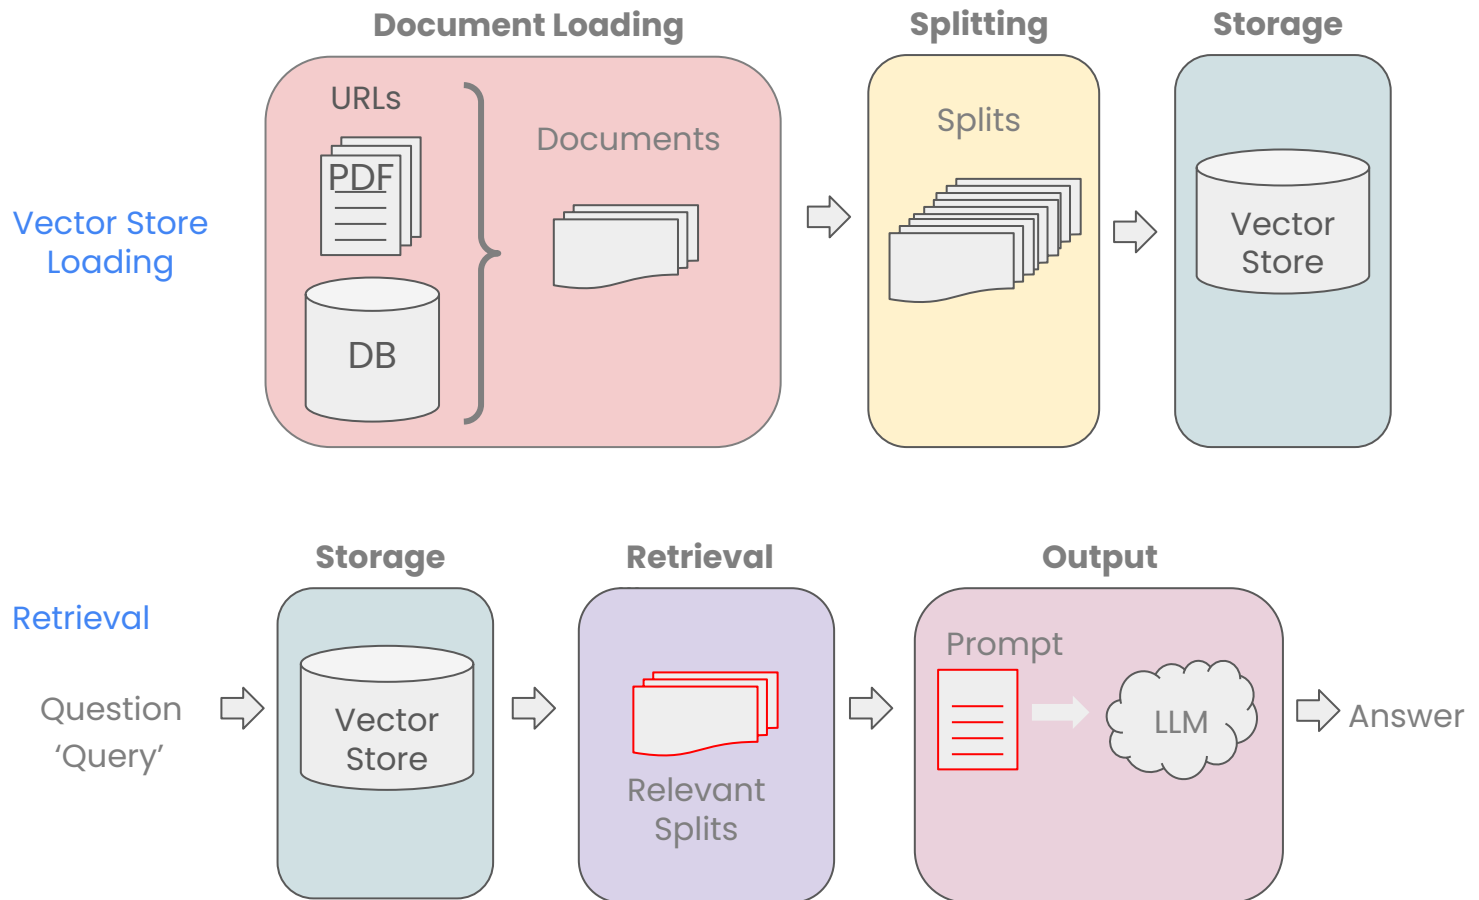 Document Loading
Splitting
Storage
URLs
PDF
DB
Documents
Splits
Vector
Store
Vector Store
Loading
Storage
Retrieval
Output
Retrieval
Question
‘Query’
Vector
Store
Relevant
Splits
Prompt
LLM
Answer